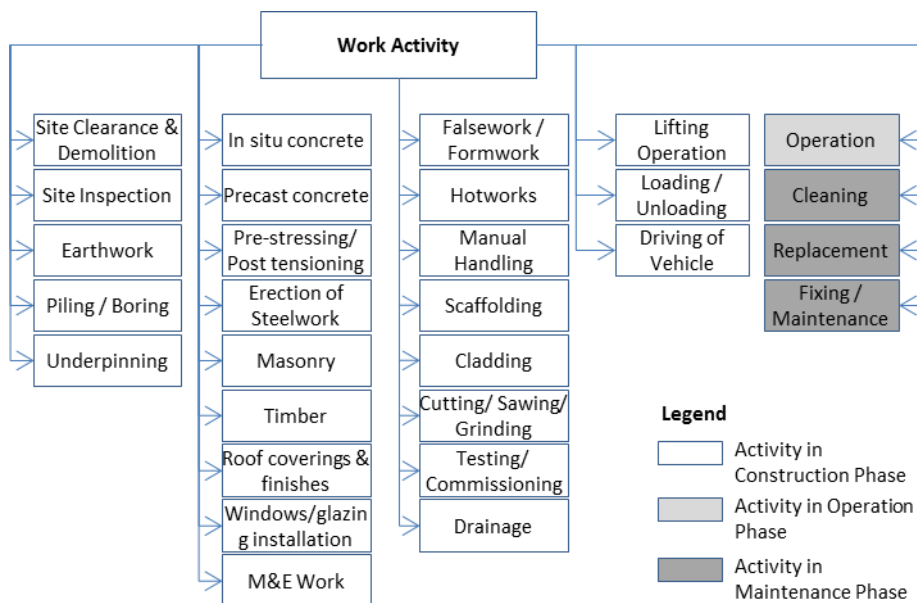 Work Activity
Site Clearance &
Demolition
Site Inspection
Earthwork
Piling / Boring
Underpinning
In situ concrete
Precast concrete
Pre-stressing/
Post tensioning
Erection of
Steelwork
Masonry
Timber
Roof coverings &
finishes
Windows/glazin
g installation
M&E Work
Falsework /
Formwork
Hotworks
Manual
Handling
Scaffolding
Cladding
Cutting/ Sawing/
Grinding
Testing/
Commissioning
Drainage
Lifting
Operation
Loading /
Unloading
Driving of
Vehicle
Operation
Cleaning
Replacement
Fixing /
Maintenance
Legend
Activity in
Construction Phase
Activity in Operation
Phase
Activity in
Maintenance Phase